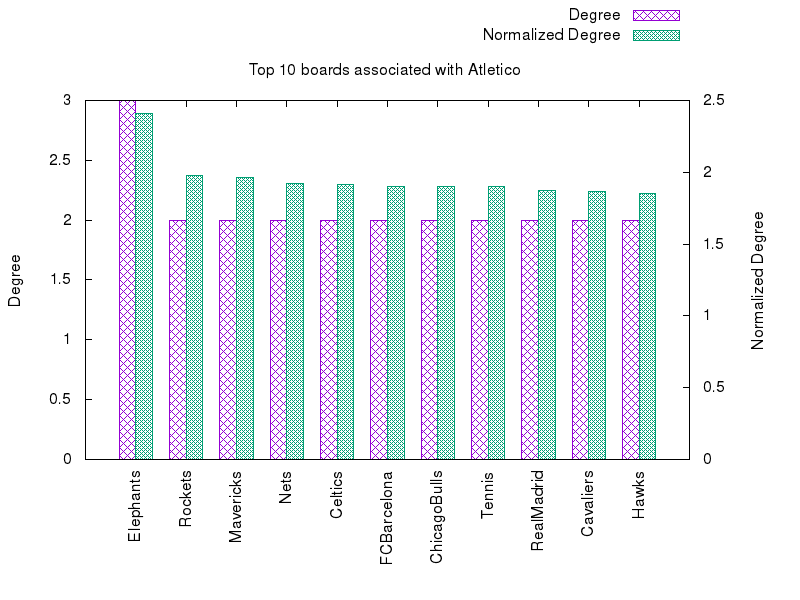 Degree
Normalized Degree
Top 10 boards associated with Atletico
3
2.5
2
1.5
1
0.5
0
2.5
2
1.5
1
0.5
0
Degree
Normalized Degree
Elephants
Rockets
Mavericks
Nets
Celtics
FCBarcelona
ChicagoBulls
Tennis
RealMadrid
Cavaliers
Hawks